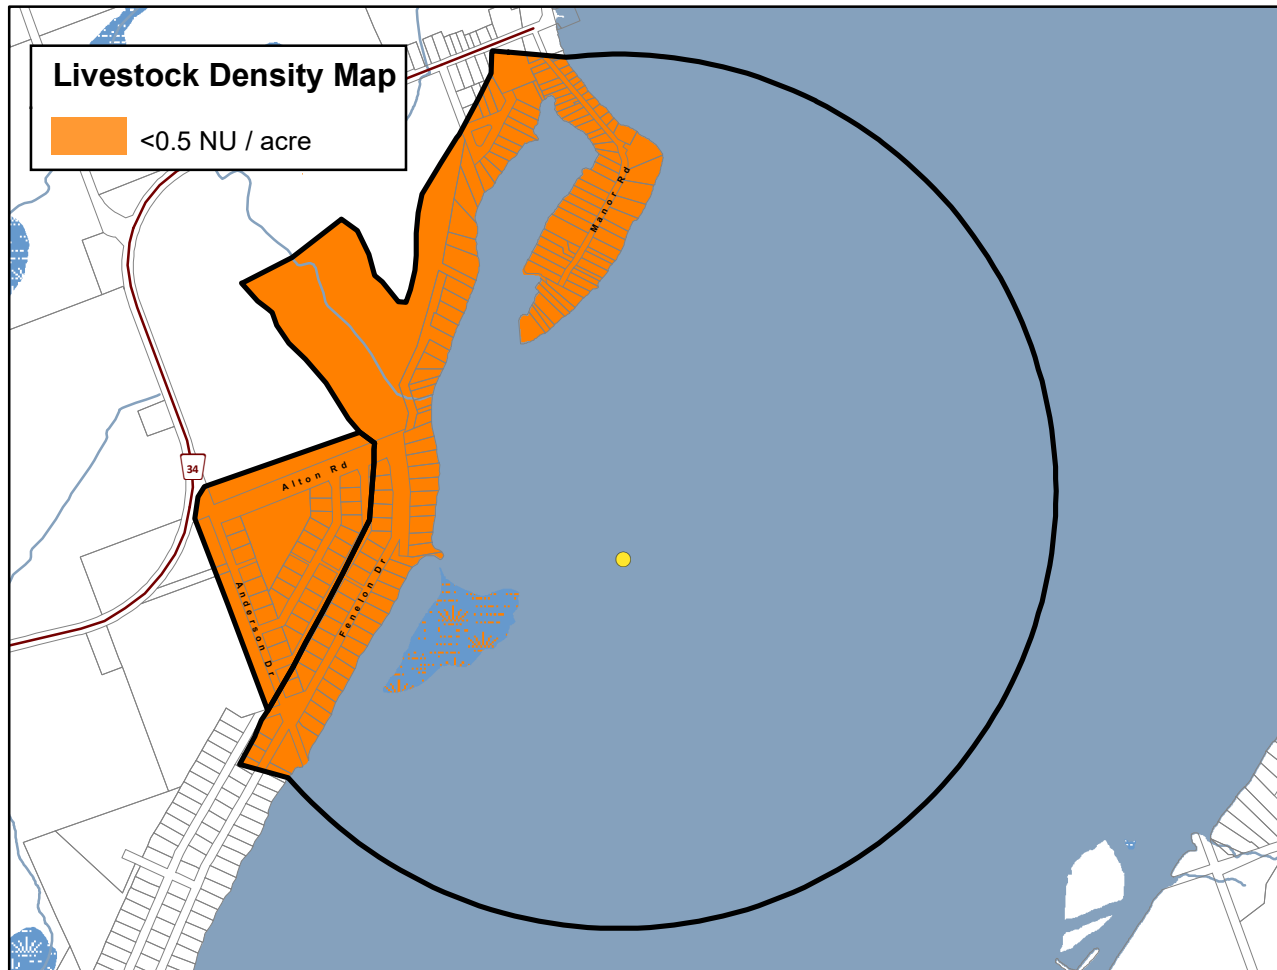 Livestock Density Map
<0.5 NU / acre
Manor Rd
34
Alton Rd
Anderson Dr
Fenelon Dr